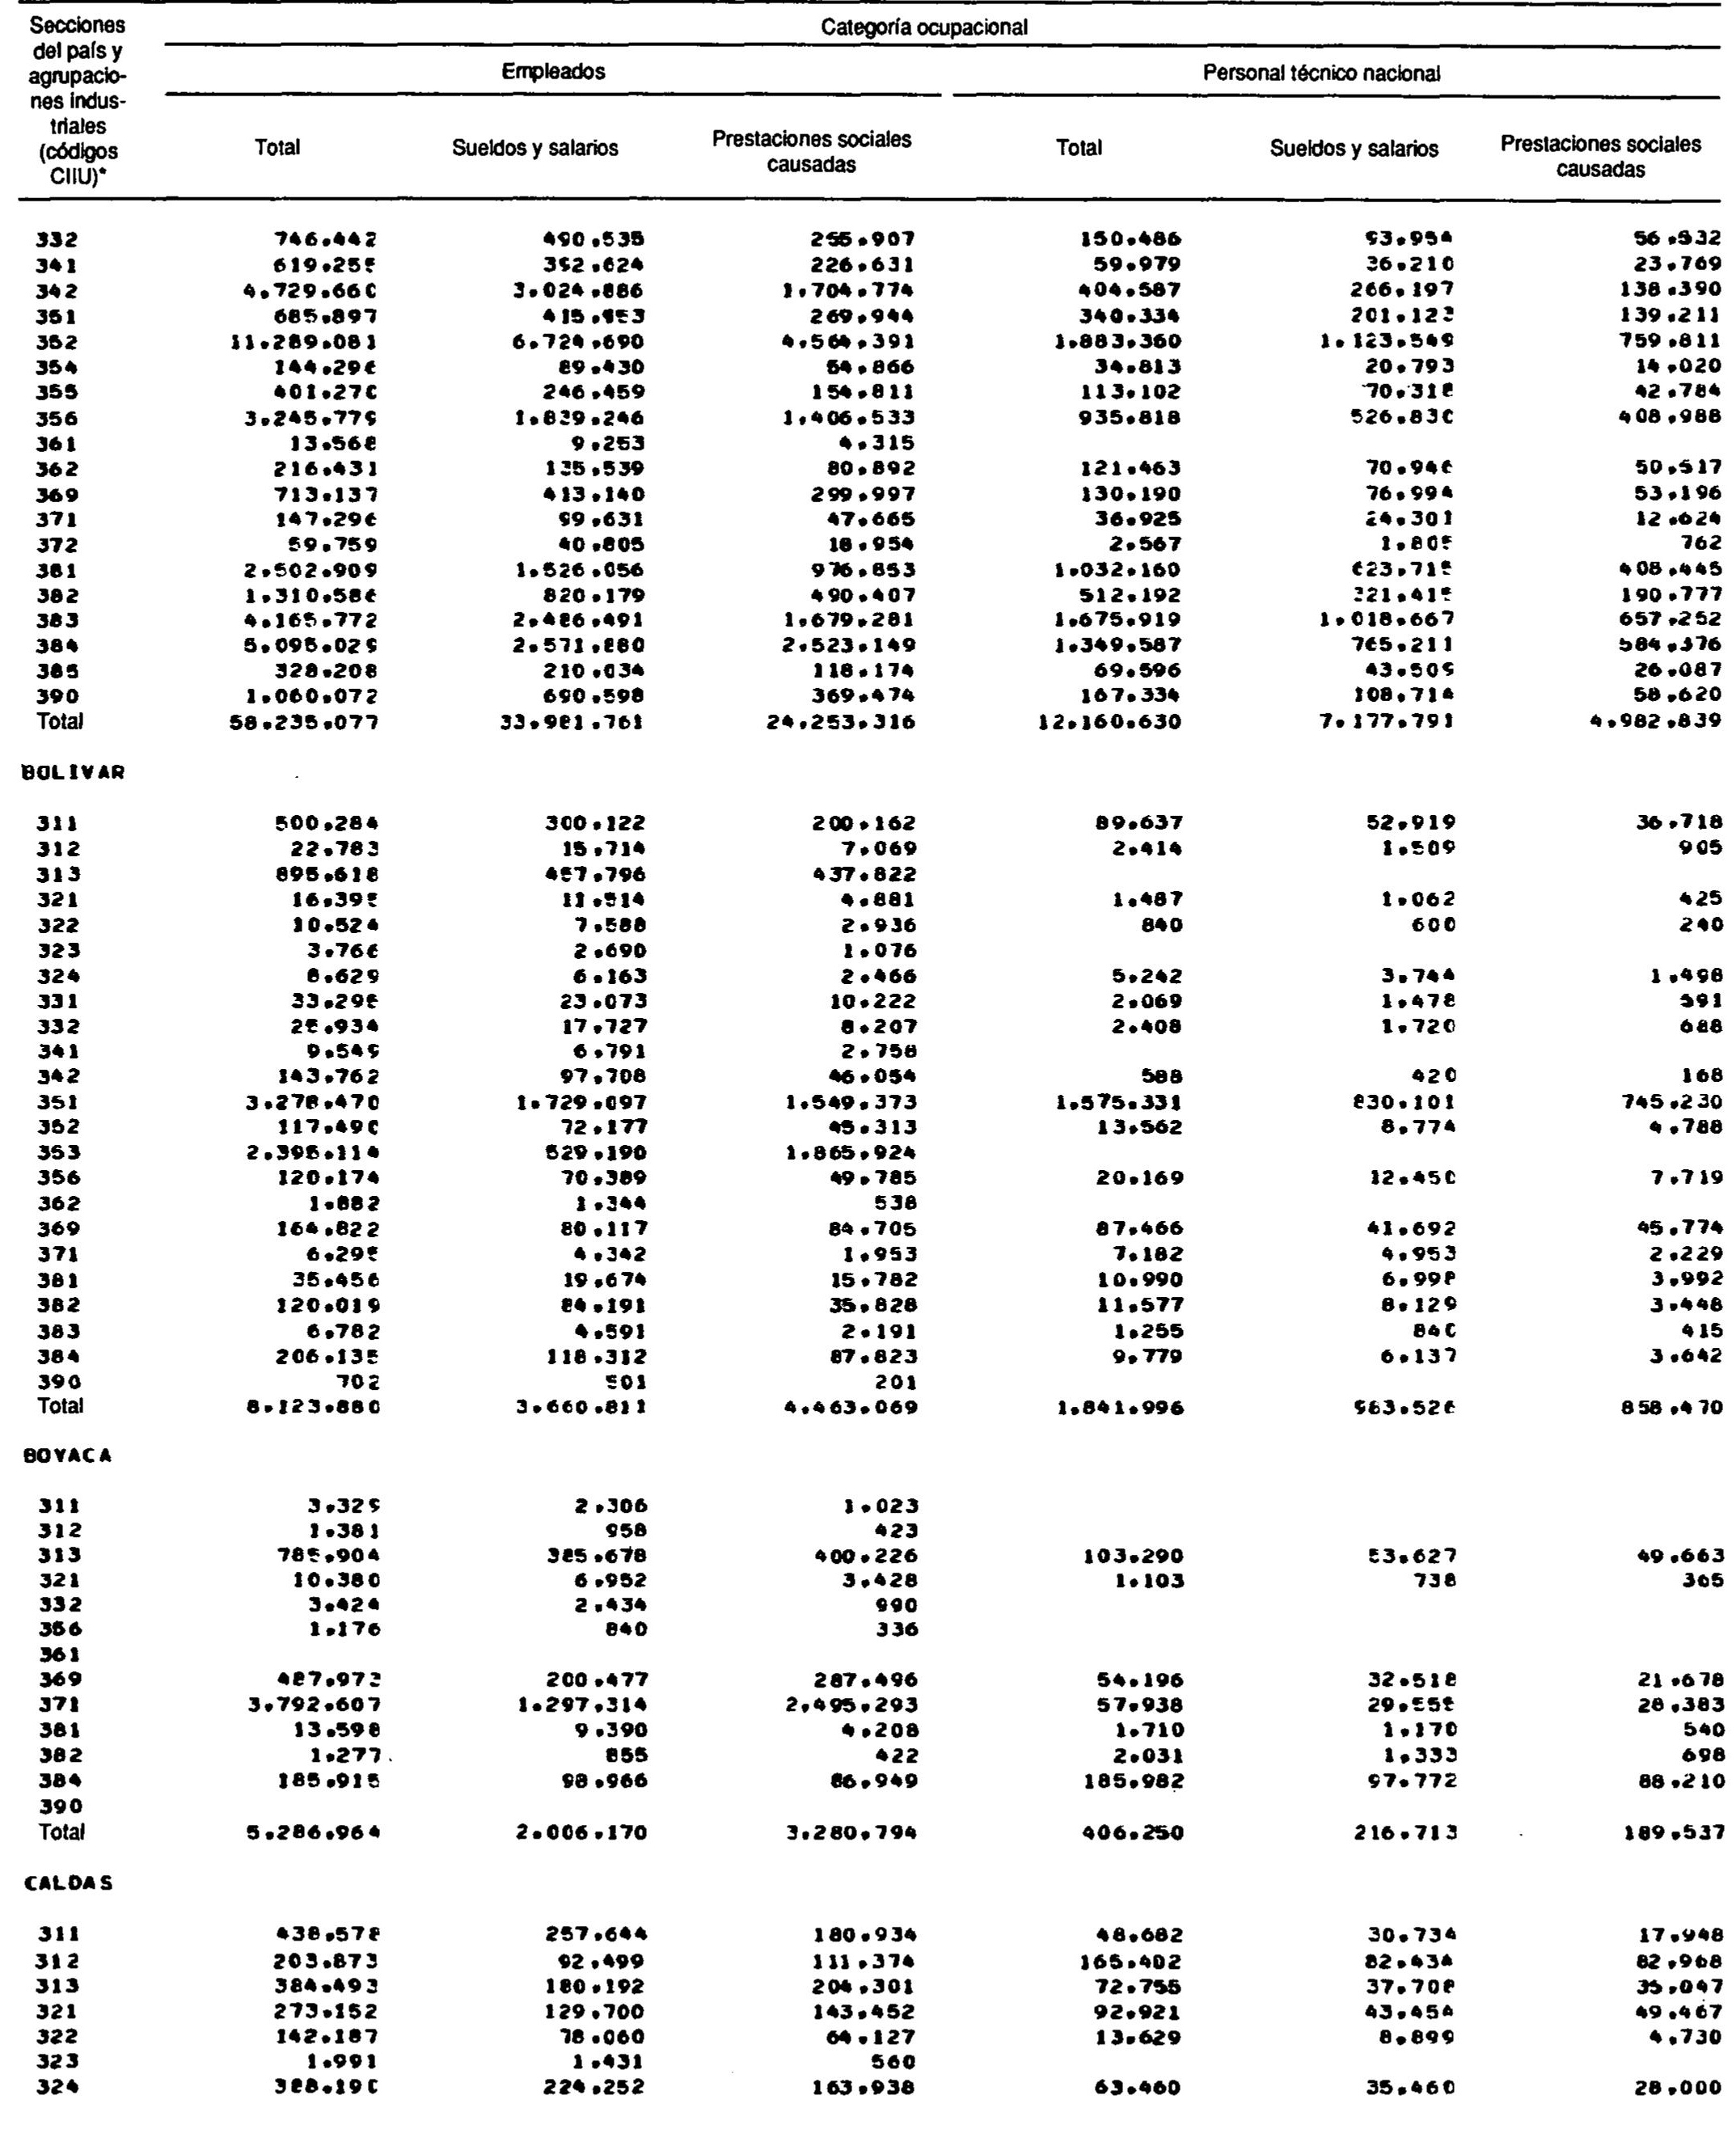 Secciones del país y agrupacio- nes indus- triales (códigos CIIU)* Categoría ocupacional
Empleados Personal técnico nacional
Total Sueldos y salarios Prestaciones sociales causadas Total Sueldos y salarios Prestaciones sociales causadas
332 746.442 490.535 255.907 150.486 93.954 56.532
341 619.255 392.624 226.631 59.979 36.210 23.769
342 4.729.660 3.024.886 1.704.774 404.587 266.197 138.390
351 685.897 415.953 269.944 340.334 201.123 139.211
352 11.289.081 6.724.690 4.564.391 1.883.360 1.123.549 759.811
354 144.296 89.430 54.866 34.813 20.793 14.020
355 401.270 246.459 154.811 113.102 70.318 42.784
356 3.245.779 1.839.246 1.406.533 935.818 526.830 408.988
361 13.568 9.253 4.315
362 216.431 135.539 80.892 121.463 70.946 50.517
369 713.137 413.140 299.997 130.190 76.994 53.196
371 147.296 99.631 47.665 36.925 24.301 12.624
372 59.759 40.805 18.954 2.567 1.805 762
381 2.502.909 1.526.056 976.853 1.032.160 623.715 408.445
382 1.310.586 820.179 490.407 512.192 321.415 190.777
383 4.165.772 2.486.491 1.679.281 1.675.919 1.018.667 657.252
384 5.095.029 2.571.880 2.523.149 1.349.587 765.211 584.376
385 328.208 210.034 118.174 69.596 43.509 26.087
390 1.060.072 690.598 369.474 167.334 108.714 58.620
Total 58.235.077 33.981.761 24.253.316 12.160.630 7.177.791 4.982.839
BOLIVAR
311 500.284 300.122 200.162 89.637 52.919 36.718
312 22.783 15.714 7.069 2.414 1.509 905
313 895.618 457.796 437.822
321 16.395 11.514 4.881 1.487 1.062 425
322 10.524 7.588 2.936 840 600 240
323 3.766 2.690 1.076
324 8.629 6.163 2.466 5.242 3.744 1.498
331 33.295 23.073 10.222 2.069 1.478 591
332 25.934 17.727 8.207 2.408 1.720 688
341 9.549 6.791 2.758
342 143.762 97.708 46.054 588 420 168
351 3.278.470 1.729.097 1.549.373 1.575.331 830.101 745.230
352 117.490 72.177 45.313 13.562 8.774 4.788
353 2.395.114 529.190 1.865.924
356 120.174 70.389 49.785 20.169 12.450 7.719
362 1.882 1.344 538
369 164.822 80.117 84.705 87.466 41.692 45.774
371 6.295 4.342 1.953 7.182 4.953 2.229
381 35.456 19.674 15.782 10.990 6.998 3.992
382 120.019 84.191 35.828 11.577 8.129 3.448
383 6.782 4.591 2.191 1.255 840 415
384 206.135 118.312 87.823 9.779 6.137 3.642
390 702 501 201
Total 8.123.880 3.660.811 4.463.069 1.841.996 983.526 858.470
BOYACA
311 3.329 2.306 1.023
312 1.381 958 423
313 785.904 385.678 400.226 103.290 53.627 49.663
321 10.380 6.952 3.428 1.103 738 365
332 3.424 2.434 990
356 1.176 840 336
361
369 487.973 200.477 287.496 54.196 32.518 21.678
371 3.792.607 1.297.314 2.495.293 57.938 29.555 28.383
381 13.598 9.390 4.208 1.710 1.170 540
382 1.277 855 422 2.031 1.333 698
384 185.915 98.966 86.949 185.982 97.772 88.210
390
Total 5.286.964 2.006.170 3.280.794 406.250 216.713 189.537
CALDAS
311 438.578 257.644 180.934 48.682 30.734 17.948
312 203.873 92.499 111.374 165.402 82.434 82.968
313 384.493 180.192 204.301 72.755 37.708 35.047
321 273.152 129.700 143.452 92.921 43.454 49.467
322 142.187 78.060 64.127 13.629 8.899 4.730
323 1.991 1.431 560
324 388.190 224.252 163.938 63.460 35.460 28.000